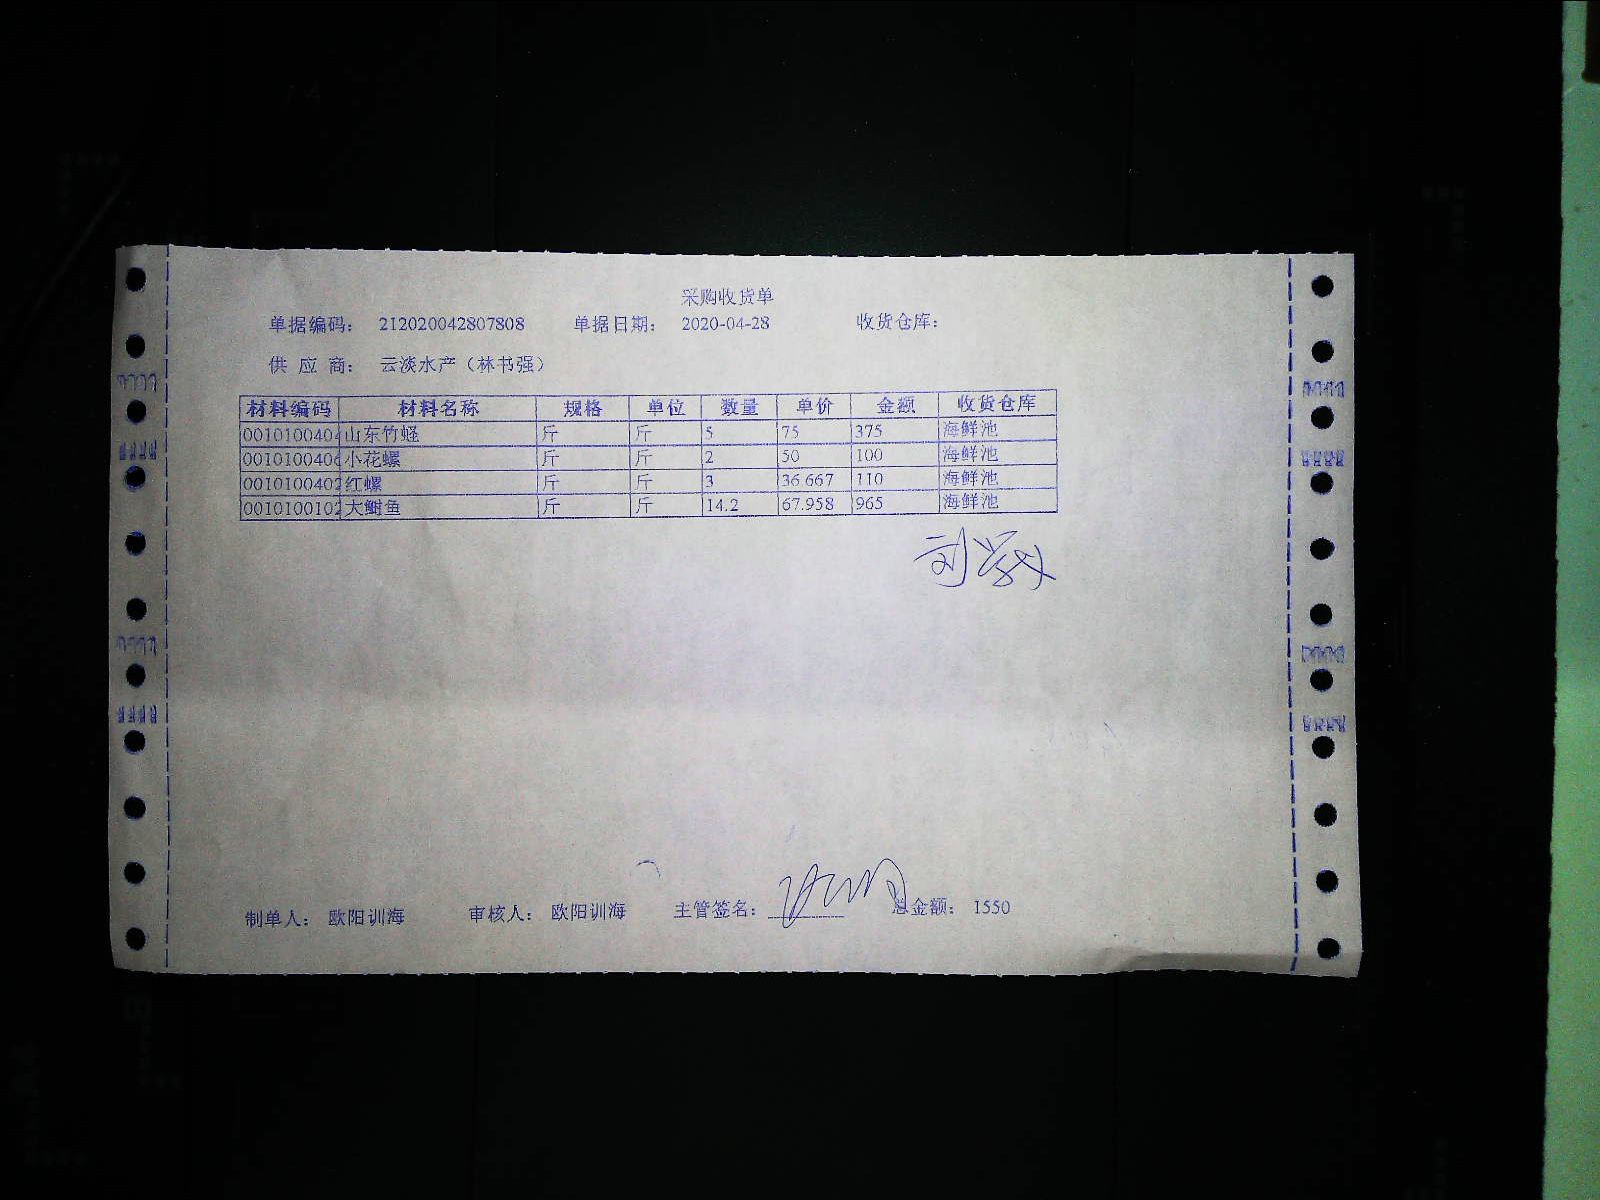 采购收货单
单据编码： 212020042807808 单据日期： 2020-04-28 收货仓库：
供 应 商： 云淡水产（林书强）
材料编码 材料名称 规格 单位 数量 单价 金额 收货仓库
0010100404 山东竹蛏 斤 斤 5 75 375 海鲜池
0010100406 小花螺 斤 斤 2 50 100 海鲜池
0010100402 红螺 斤 斤 3 36.667 110 海鲜池
0010100102 大鲥鱼 斤 斤 14.2 67.958 965 海鲜池
制单人： 欧阳训海 审核人： 欧阳训海 主管签名： 总金额： 1550